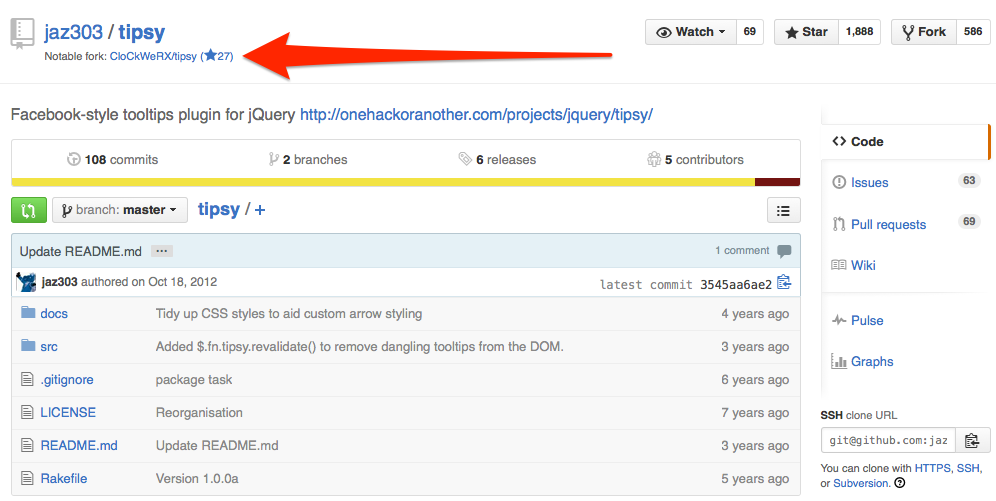 jaz303 / tipsy
Notable fork: CloCkWeRX/tipsy (★27)
Watch 69
Star 1,888
Fork 586
Facebook-style tooltips plugin for jQuery http://onehackoranother.com/projects/jquery/tipsy/
108 commits
2 branches
6 releases
5 contributors
branch: master
tipsy / +
Update README.md ...
1 comment
jaz303 authored on Oct 18, 2012
latest commit 3545aa6ae2
docs Tidy up CSS styles to aid custom arrow styling 4 years ago
src Added $.fn.tipsy.revalidate() to remove dangling tooltips from the DOM. 3 years ago
.gitignore package task 6 years ago
LICENSE Reorganisation 7 years ago
README.md Update README.md 3 years ago
Rakefile Version 1.0.0a 5 years ago
Code
Issues 63
Pull requests 69
Wiki
Pulse
Graphs
SSH clone URL
git@github.com:jaz
You can clone with HTTPS, SSH,
or Subversion.